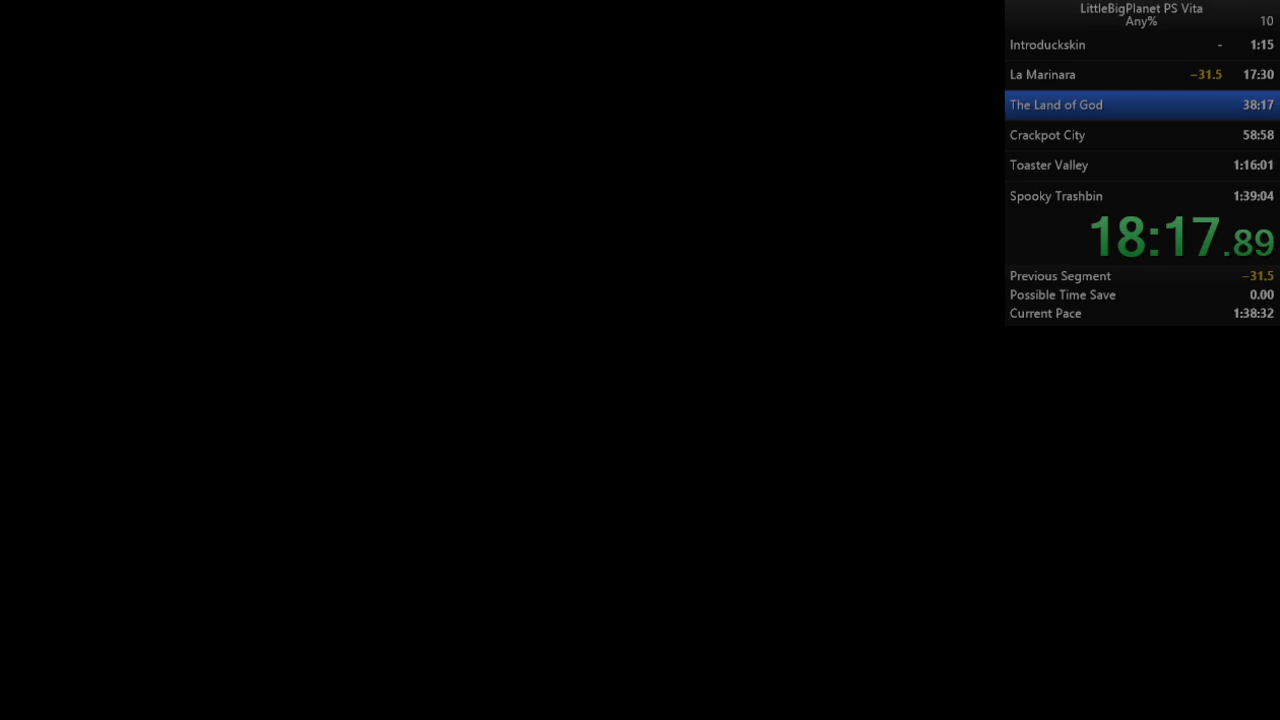 LittleBigPlanet PS Vita
Any% 10
Introduckskin - 1:15
La Marinara −31.5 17:30
The Land of God 38:17
Crackpot City 58:58
Toaster Valley 1:16:01
Spooky Trashbin 1:39:04
18:17.89
Previous Segment −31.5
Possible Time Save 0.00
Current Pace 1:38:32